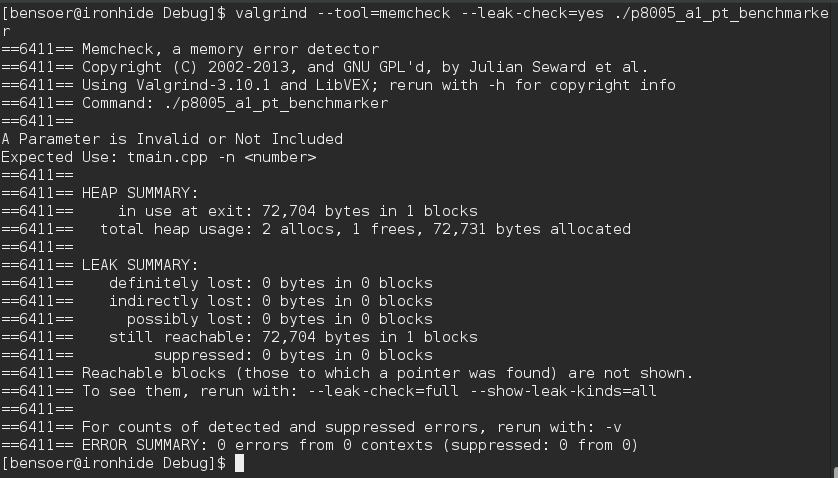 [bensoer@ironhide Debug]$ valgrind --tool=memcheck --leak-check=yes ./p8005_a1_pt_benchmarke
r
==6411== Memcheck, a memory error detector
==6411== Copyright (C) 2002-2013, and GNU GPL'd, by Julian Seward et al.
==6411== Using Valgrind-3.10.1 and LibVEX; rerun with -h for copyright info
==6411== Command: ./p8005_a1_pt_benchmarker
==6411==
A Parameter is Invalid or Not Included
Expected Use: tmain.cpp -n <number>
==6411==
==6411== HEAP SUMMARY:
==6411==     in use at exit: 72,704 bytes in 1 blocks
==6411==   total heap usage: 2 allocs, 1 frees, 72,731 bytes allocated
==6411==
==6411== LEAK SUMMARY:
==6411==    definitely lost: 0 bytes in 0 blocks
==6411==    indirectly lost: 0 bytes in 0 blocks
==6411==      possibly lost: 0 bytes in 0 blocks
==6411==    still reachable: 72,704 bytes in 1 blocks
==6411==         suppressed: 0 bytes in 0 blocks
==6411== Reachable blocks (those to which a pointer was found) are not shown.
==6411== To see them, rerun with: --leak-check=full --show-leak-kinds=all
==6411==
==6411== For counts of detected and suppressed errors, rerun with: -v
==6411== ERROR SUMMARY: 0 errors from 0 contexts (suppressed: 0 from 0)
[bensoer@ironhide Debug]$